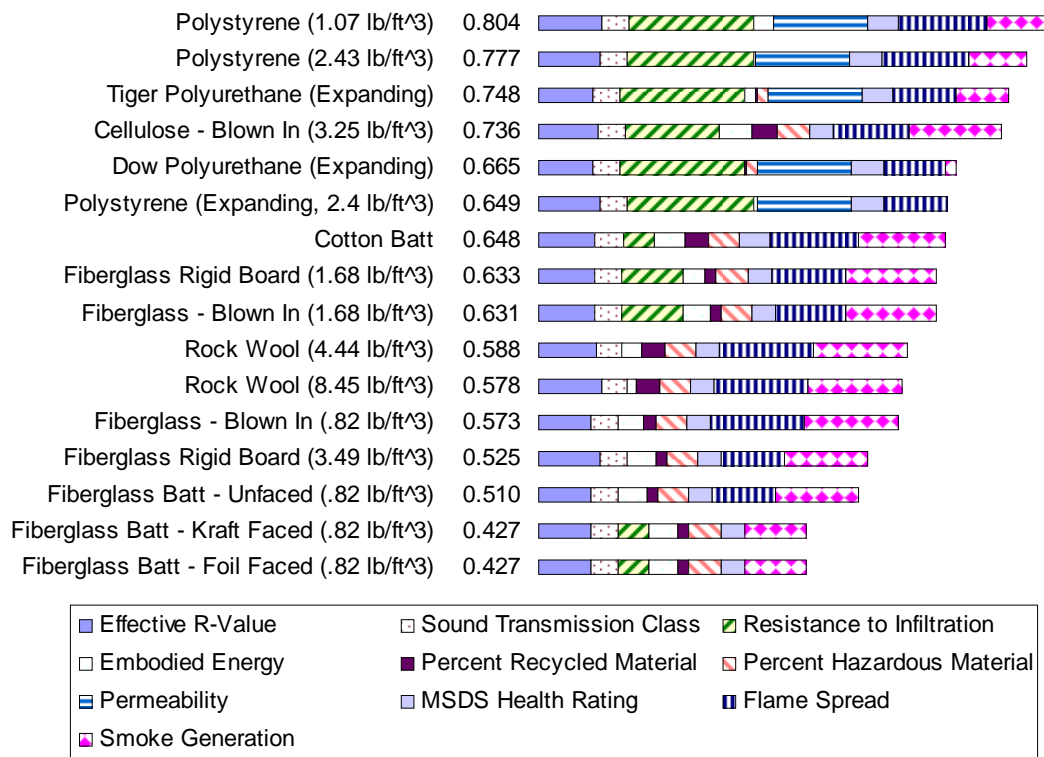 Polystyrene (1.07 lb/ft^3) 0.804
Polystyrene (2.43 lb/ft^3) 0.777
Tiger Polyurethane (Expanding) 0.748
Cellulose - Blown In (3.25 lb/ft^3) 0.736
Dow Polyurethane (Expanding) 0.665
Polystyrene (Expanding, 2.4 lb/ft^3) 0.649
Cotton Batt 0.648
Fiberglass Rigid Board (1.68 lb/ft^3) 0.633
Fiberglass - Blown In (1.68 lb/ft^3) 0.631
Rock Wool (4.44 lb/ft^3) 0.588
Rock Wool (8.45 lb/ft^3) 0.578
Fiberglass - Blown In (.82 lb/ft^3) 0.573
Fiberglass Rigid Board (3.49 lb/ft^3) 0.525
Fiberglass Batt - Unfaced (.82 lb/ft^3) 0.510
Fiberglass Batt - Kraft Faced (.82 lb/ft^3) 0.427
Fiberglass Batt - Foil Faced (.82 lb/ft^3) 0.427
Effective R-Value Sound Transmission Class Resistance to Infiltration
Embodied Energy Percent Recycled Material Percent Hazardous Material
Permeability MSDS Health Rating Flame Spread
Smoke Generation